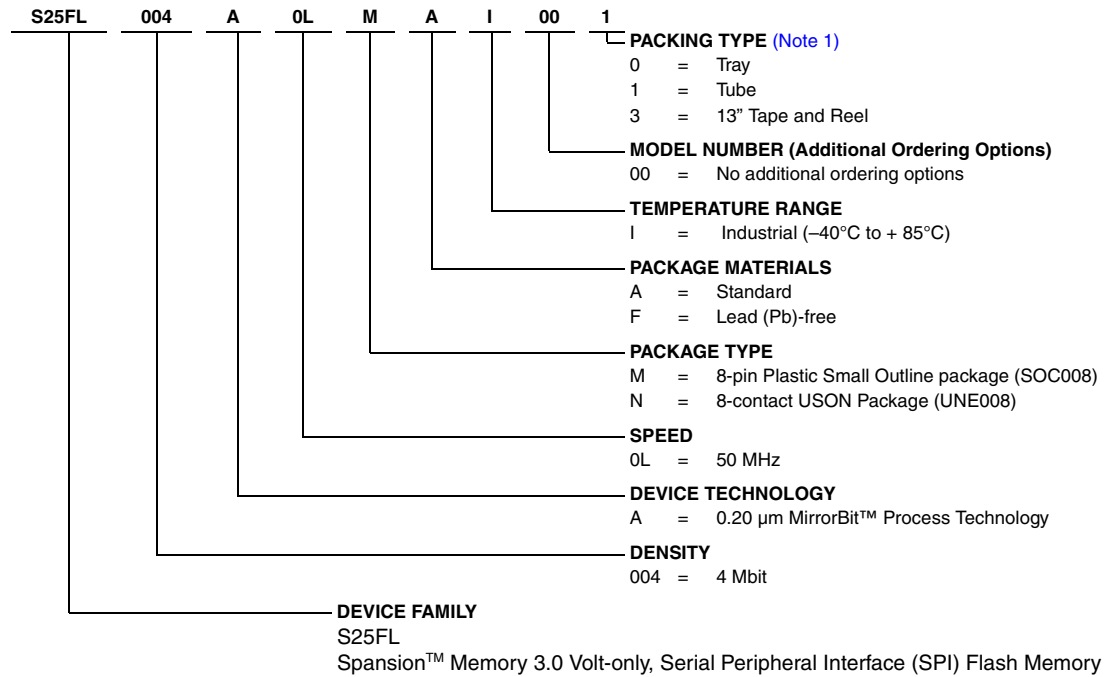 S25FL 004 A 0L M A I 00 1
PACKING TYPE (Note 1)
0 = Tray
1 = Tube
3 = 13” Tape and Reel
MODEL NUMBER (Additional Ordering Options)
00 = No additional ordering options
TEMPERATURE RANGE
I = Industrial (–40°C to + 85°C)
PACKAGE MATERIALS
A = Standard
F = Lead (Pb)-free
PACKAGE TYPE
M = 8-pin Plastic Small Outline package (SOC008)
N = 8-contact USON Package (UNE008)
SPEED
0L = 50 MHz
DEVICE TECHNOLOGY
A = 0.20 µm MirrorBit™ Process Technology
DENSITY
004 = 4 Mbit
DEVICE FAMILY
S25FL
Spansion™ Memory 3.0 Volt-only, Serial Peripheral Interface (SPI) Flash Memory